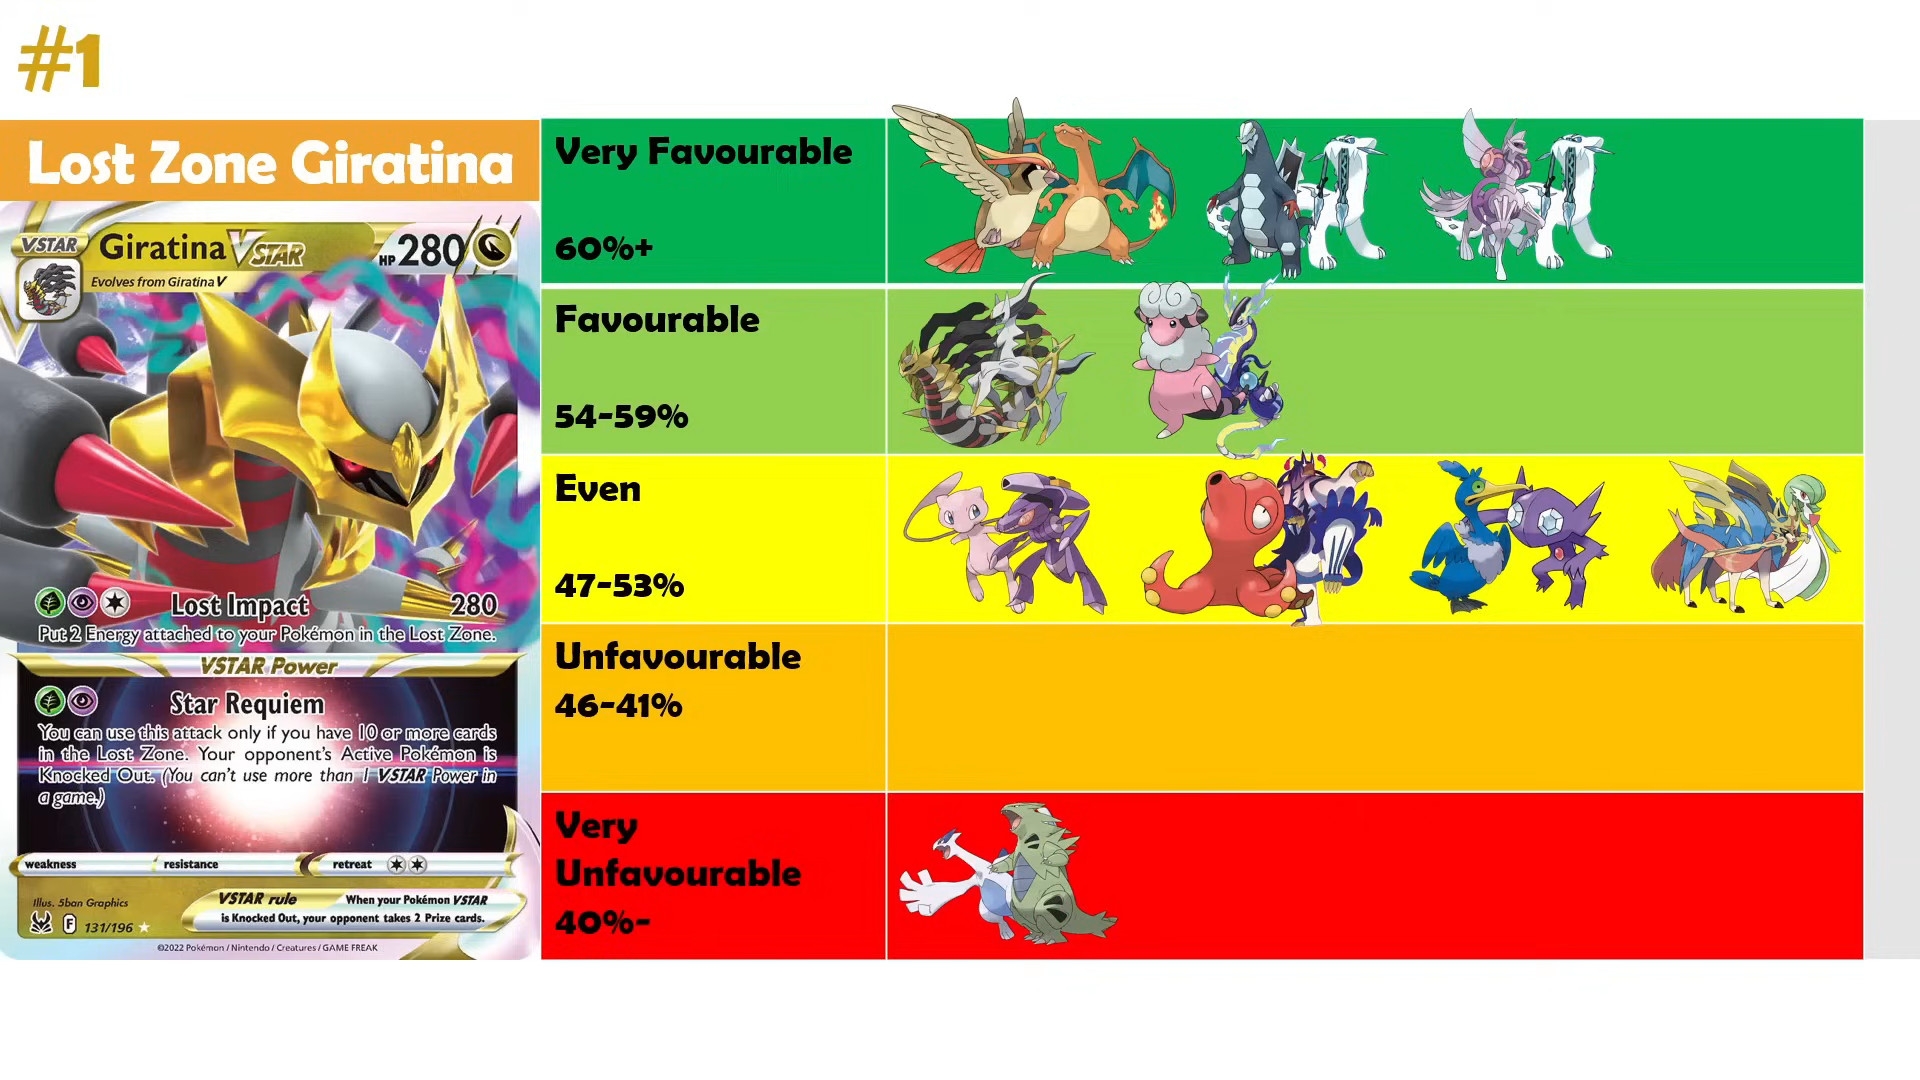 #1
Lost Zone Giratina
VSTAR
Giratina VSTAR
HP 280
Evolves from Giratina V
Lost Impact 280
Put 2 Energy attached to your Pokémon in the Lost Zone.
VSTAR Power
Star Requiem
You can use this attack only if you have 10 or more cards
in the Lost Zone. Your opponent's Active Pokémon is
Knocked Out. (You can't use more than 1 VSTAR Power in
a game.)
weakness resistance retreat
Illus. 5ban Graphics
F 131/196
VSTAR rule When your Pokémon VSTAR
is Knocked Out, your opponent takes 2 Prize cards.
©2022 Pokémon / Nintendo / Creatures / GAME FREAK
Very Favourable
60%+
Favourable
54-59%
Even
47-53%
Unfavourable
46-41%
Very
Unfavourable
40%-